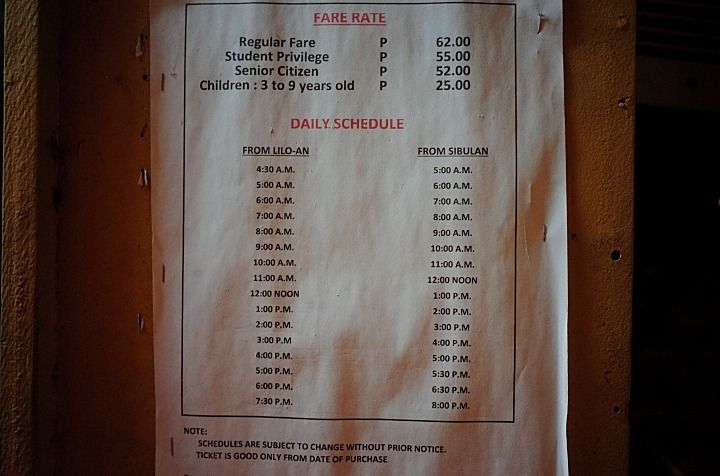 FARE RATE
Regular Fare P 62.00
Student Privilege P 55.00
Senior Citizen P 52.00
Children : 3 to 9 years old P 25.00
DAILY SCHEDULE
FROM LILO-AN FROM SIBULAN
4:30 A.M. 5:00 A.M.
5:00 A.M. 6:00 A.M.
6:00 A.M. 7:00 A.M.
7:00 A.M. 8:00 A.M.
8:00 A.M. 9:00 A.M.
9:00 A.M. 10:00 A.M.
10:00 A.M. 11:00 A.M.
11:00 A.M. 12:00 NOON
12:00 NOON 1:00 P.M.
1:00 P.M. 2:00 P.M.
2:00 P.M. 3:00 P.M
3:00 P.M 4:00 P.M.
4:00 P.M. 5:00 P.M.
5:00 P.M. 5:30 P.M.
6:00 P.M. 6:30 P.M.
7:30 P.M. 8:00 P.M.
NOTE:
SCHEDULES ARE SUBJECT TO CHANGE WITHOUT PRIOR NOTICE.
TICKET IS GOOD ONLY FROM DATE OF PURCHASE